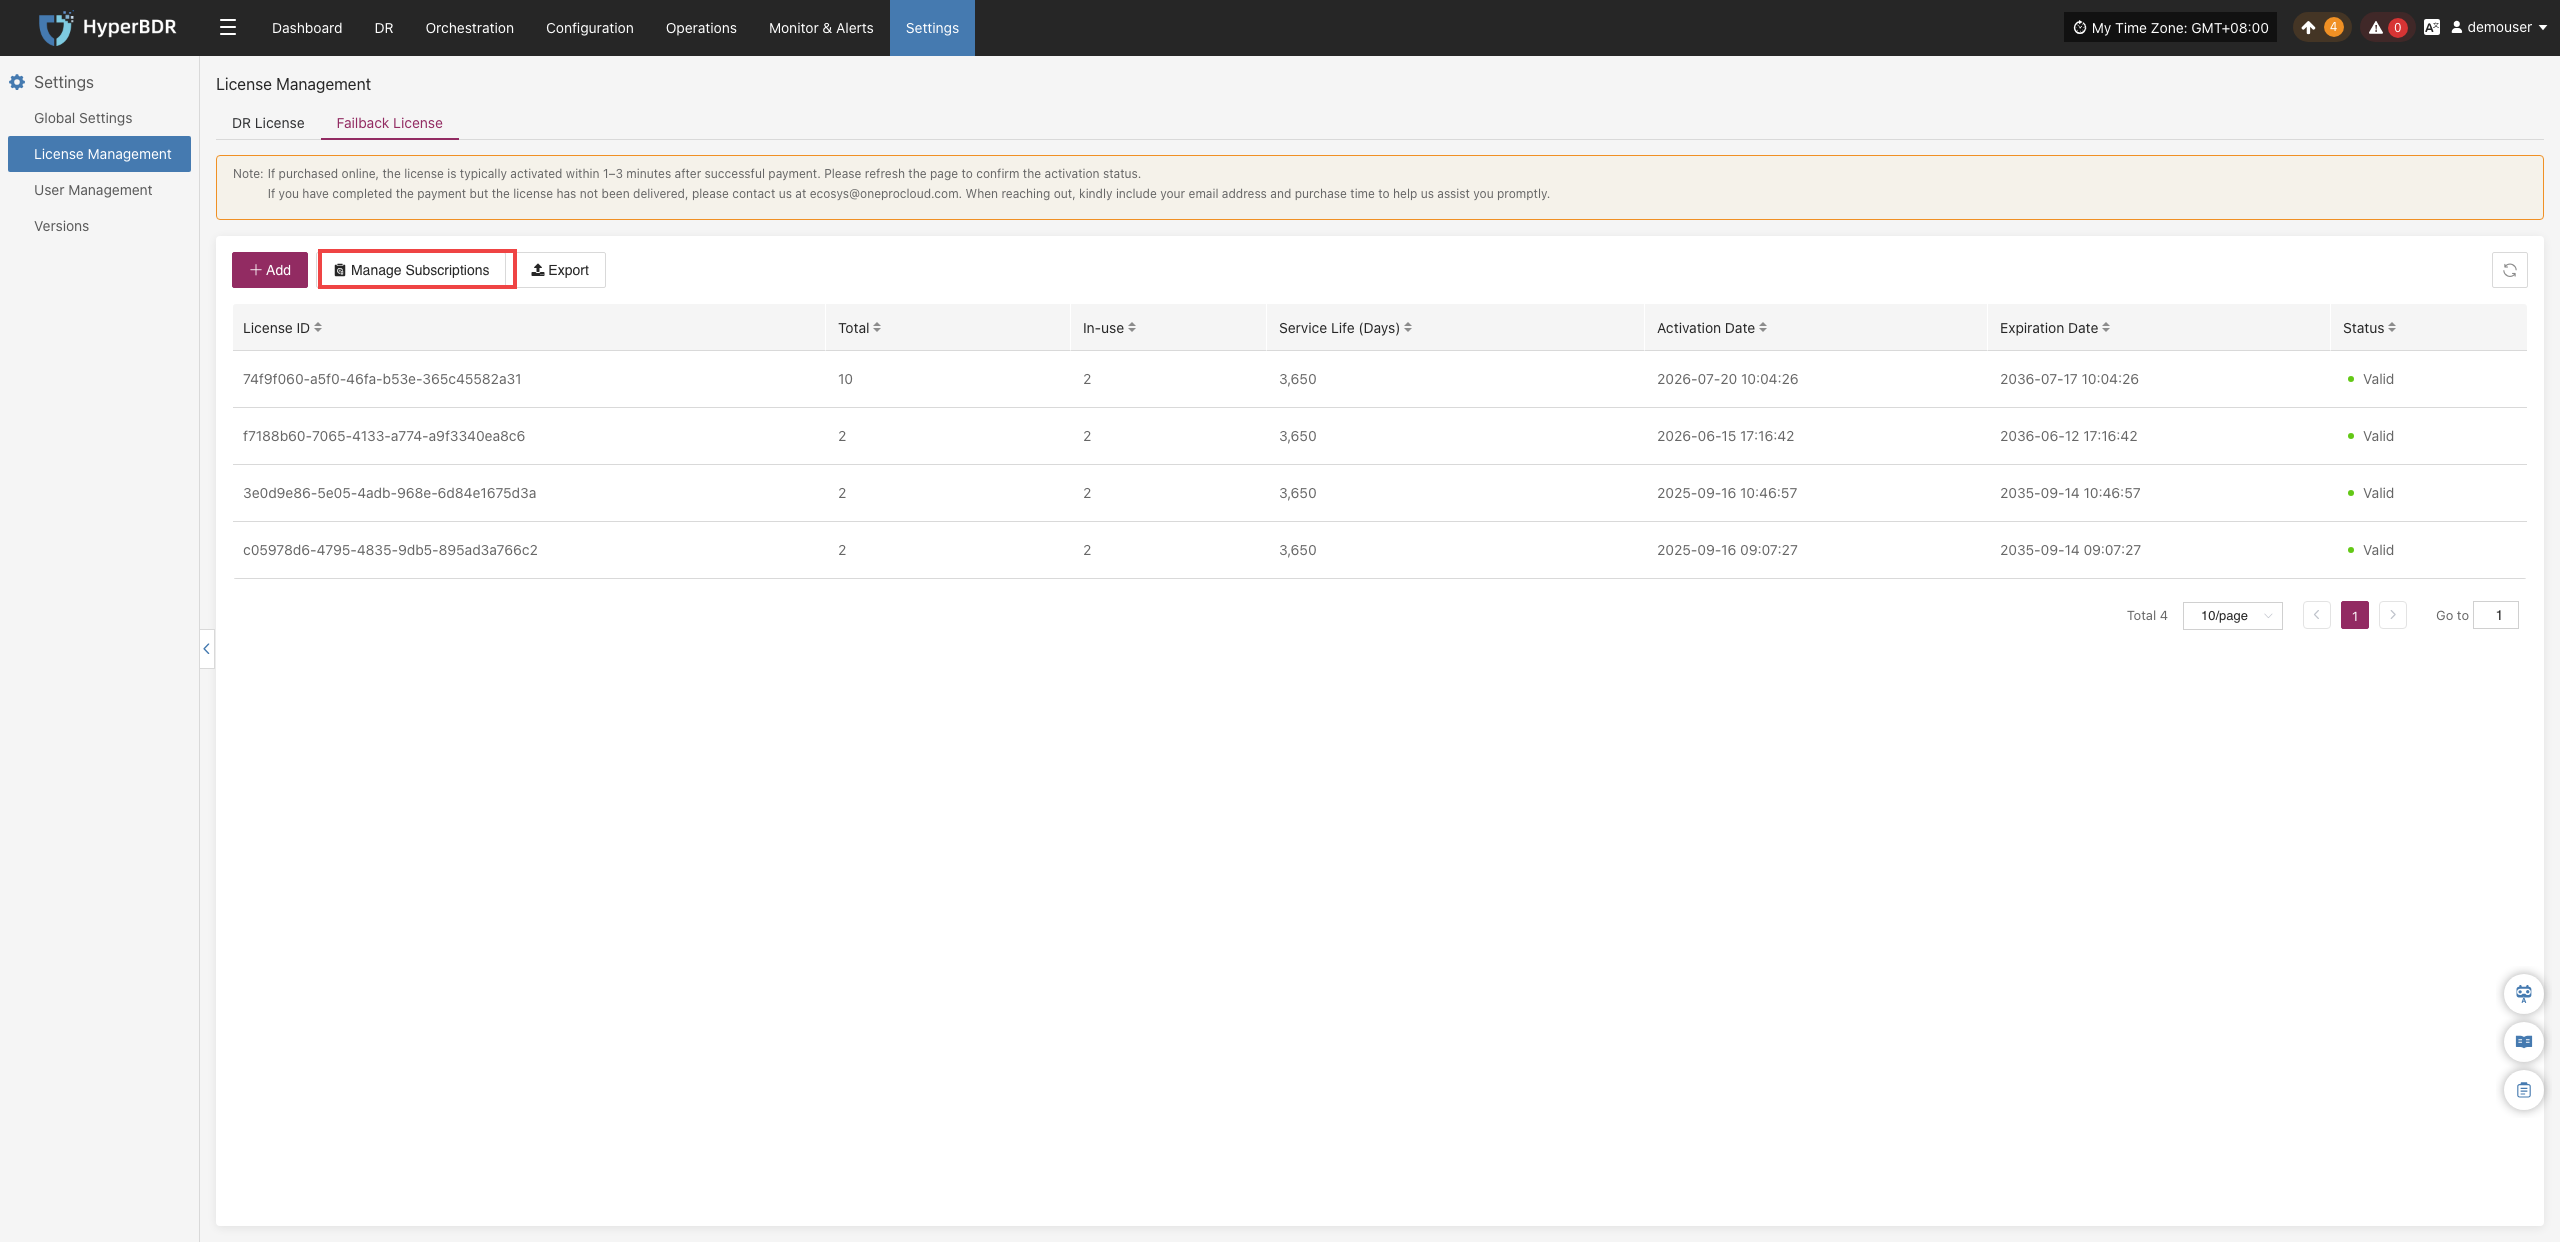 HyperBDR
Dashboard DR Orchestration Configuration Operations Monitor & Alerts Settings
My Time Zone: GMT+08:00 4 0 demouser
Settings
Global Settings
License Management
User Management
Versions
License Management
DR License Failback License
Note: If purchased online, the license is typically activated within 1–3 minutes after successful payment. Please refresh the page to confirm the activation status.
If you have completed the payment but the license has not been delivered, please contact us at ecosys@oneprocloud.com. When reaching out, kindly include your email address and purchase time to help us assist you promptly.
Add Manage Subscriptions Export
License ID Total In-use Service Life (Days) Activation Date Expiration Date Status
74f9f060-a5f0-46fa-b53e-365c45582a31 10 2 3,650 2026-07-20 10:04:26 2036-07-17 10:04:26 Valid
f7188b60-7065-4133-a774-a9f3340ea8c6 2 2 3,650 2026-06-15 17:16:42 2036-06-12 17:16:42 Valid
3e0d9e86-5e05-4adb-968e-6d84e1675d3a 2 2 3,650 2025-09-16 10:46:57 2035-09-14 10:46:57 Valid
c05978d6-4795-4835-9db5-895ad3a766c2 2 2 3,650 2025-09-16 09:07:27 2035-09-14 09:07:27 Valid
Total 4 10/page 1 Go to 1